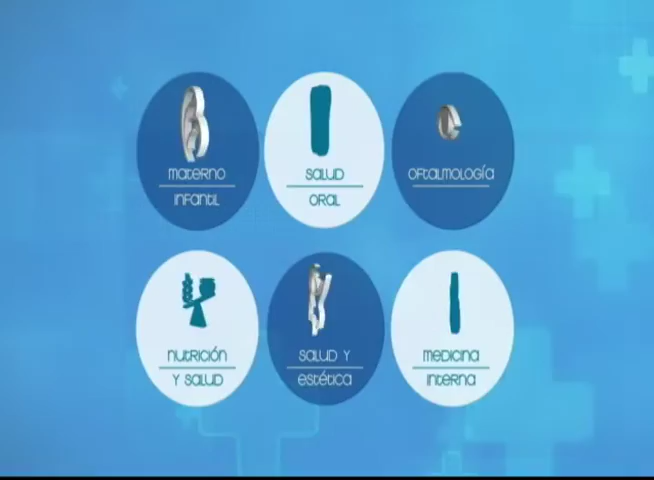 materno
infantil
SALUD
ORAL
oftalmología
nutrición
Y SALUD
SALUD Y
estética
medicina
interna